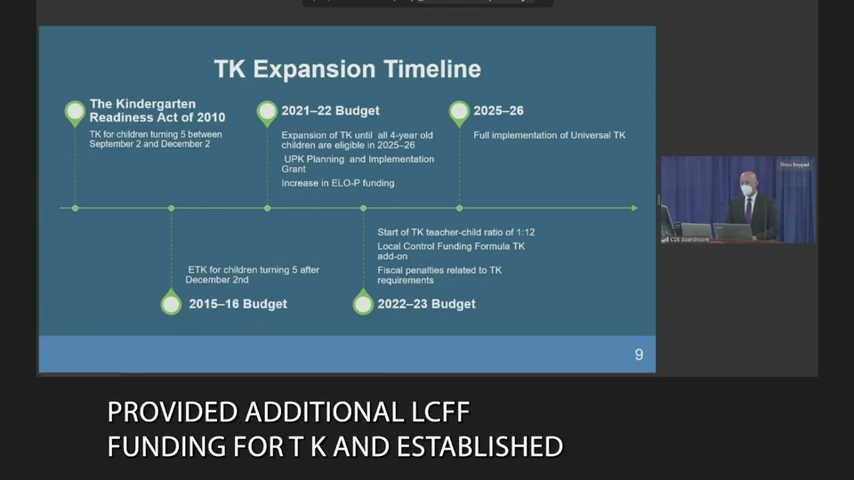 TK Expansion Timeline
The Kindergarten
Readiness Act of 2010
TK for children turning 5 between
September 2 and December 2
2021–22 Budget
Expansion of TK until all 4-year old
children are eligible in 2025–26
UPK Planning and Implementation
Grant
Increase in ELO-P funding
2025–26
Full implementation of Universal TK
ETK for children turning 5 after
December 2nd
2015–16 Budget
Start of TK teacher-child ratio of 1:12
Local Control Funding Formula TK
add-on
Fiscal penalties related to TK
requirements
2022–23 Budget
9
Show Keypad
CDE Boardroom
PROVIDED ADDITIONAL LCFF
FUNDING FOR T K AND ESTABLISHED